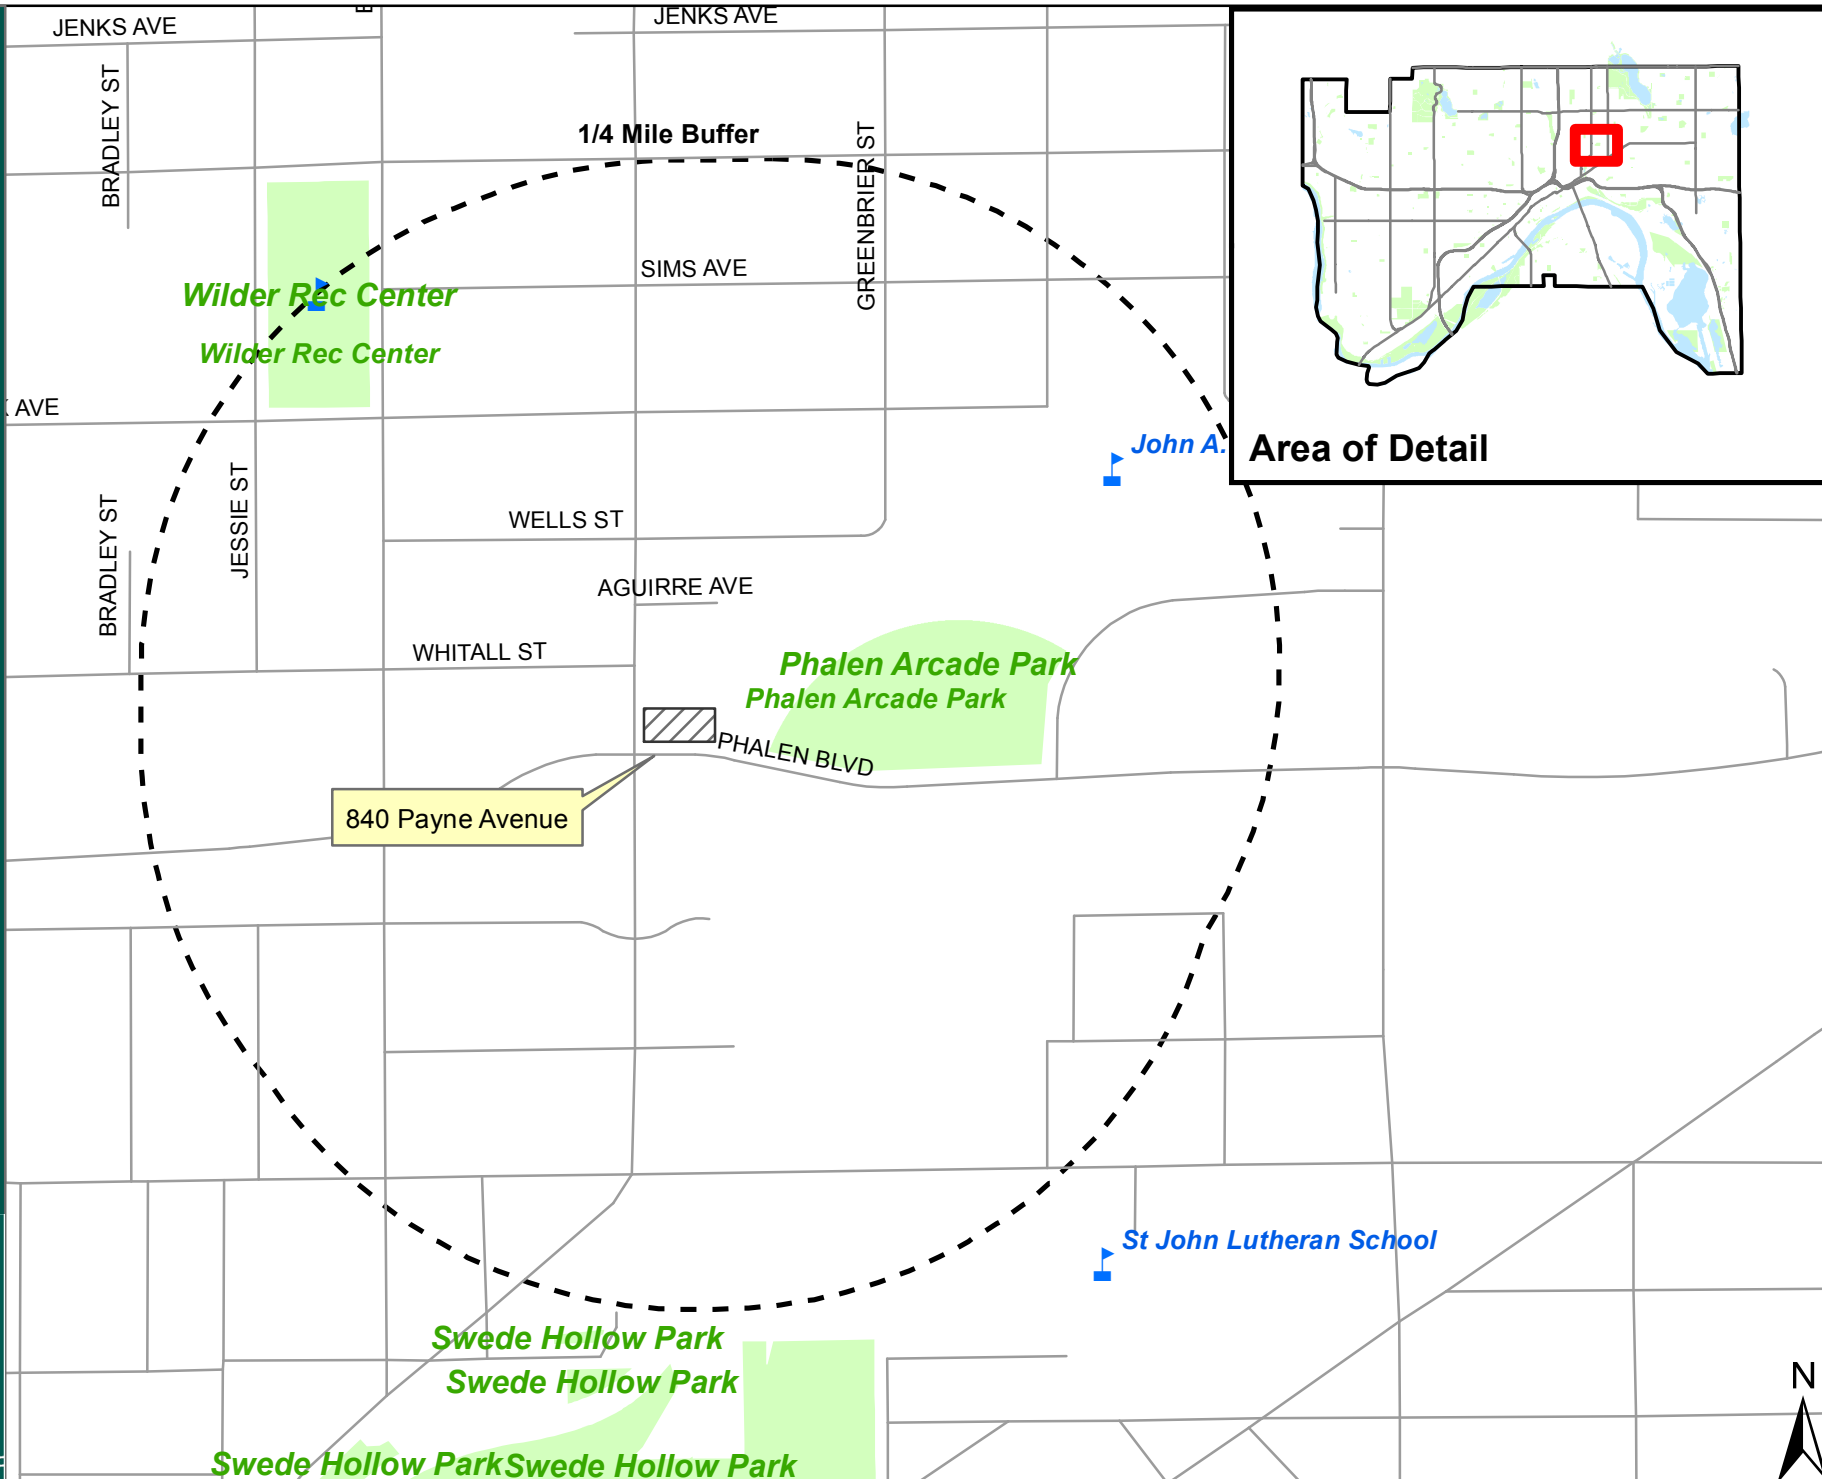 JENKS AVE
JENKS AVE
BRADLEY ST
1/4 Mile Buffer
GREENBRIER ST
SIMS AVE
Wilder Rec Center
Wilder Rec Center
AVE
John A.
Area of Detail
JESSIE ST
BRADLEY ST
WELLS ST
AGUIRRE AVE
WHITALL ST
Phalen Arcade Park
Phalen Arcade Park
PHALEN BLVD
840 Payne Avenue
St John Lutheran School
Swede Hollow Park
Swede Hollow Park
N
Swede Hollow Park
Swede Hollow Park